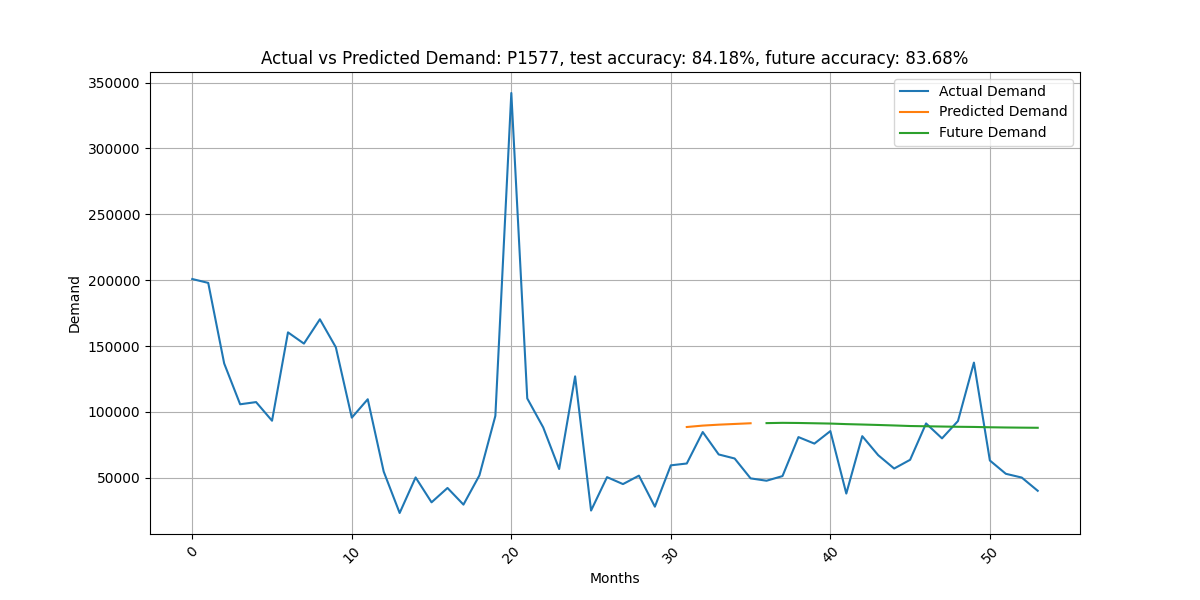 Actual vs Predicted Demand: P1577, test accuracy: 84.18%, future accuracy: 83.68%
350000
300000
250000
200000
150000
100000
50000
Demand
Actual Demand
Predicted Demand
Future Demand
0
10
20
30
40
50
Months